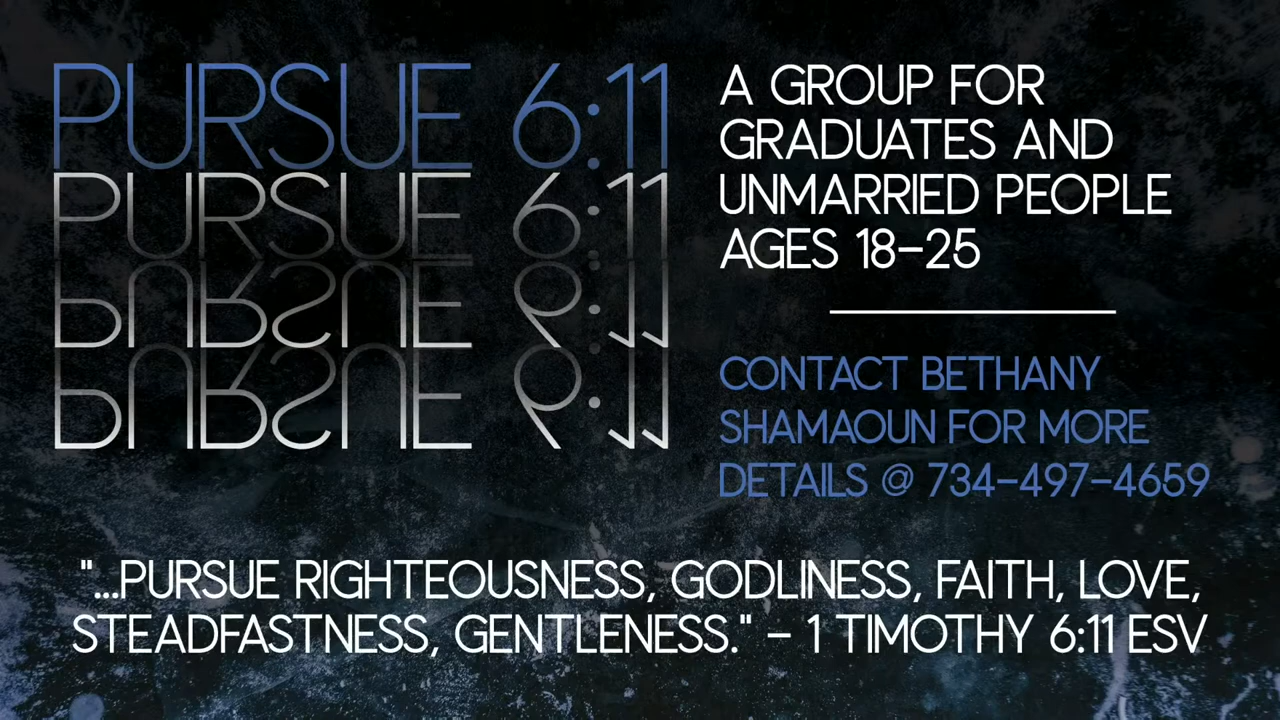 PURSUE 6:11
PURSUE 6:11
PURSUE 6:11
PURSUE 6:11
A GROUP FOR
GRADUATES AND
UNMARRIED PEOPLE
AGES 18-25
CONTACT BETHANY
SHAMAOUN FOR MORE
DETAILS @ 734-497-4659
"...PURSUE RIGHTEOUSNESS, GODLINESS, FAITH, LOVE,
STEADFASTNESS, GENTLENESS." - 1 TIMOTHY 6:11 ESV